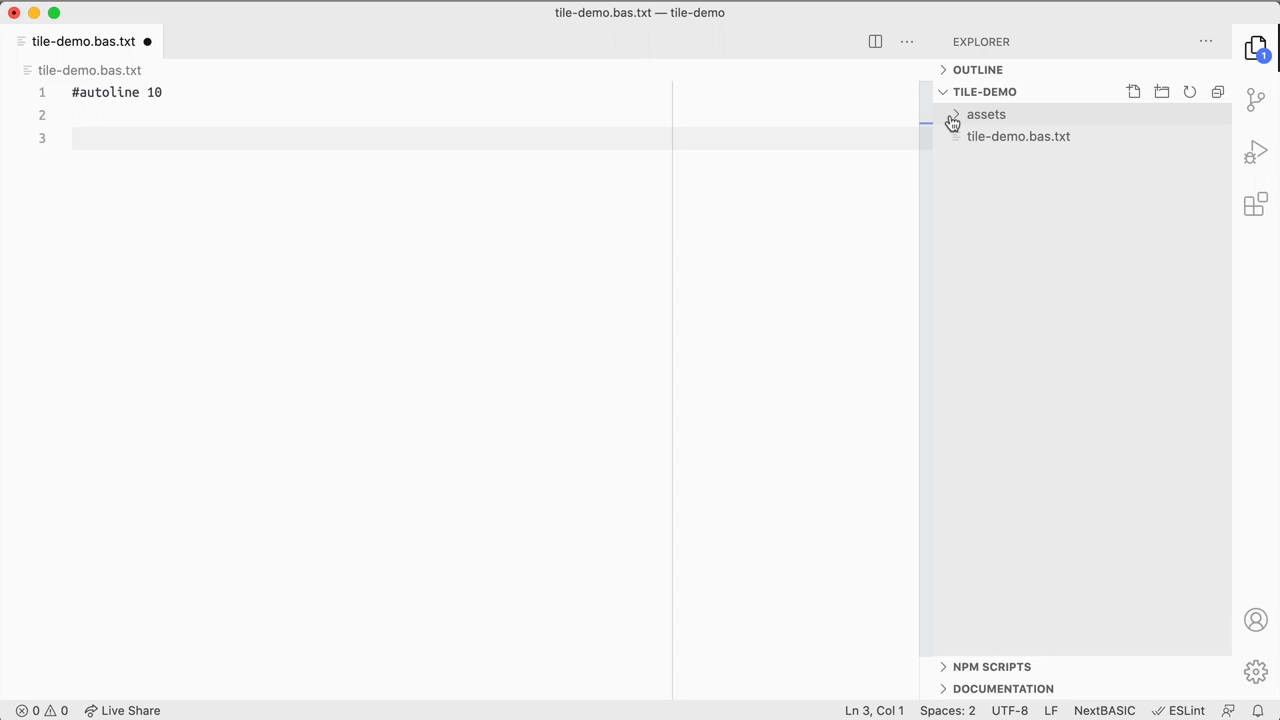 tile-demo.bas.txt — tile-demo
tile-demo.bas.txt
tile-demo.bas.txt
1 #autoline 10
2
3
EXPLORER
OUTLINE
TILE-DEMO
assets
tile-demo.bas.txt
NPM SCRIPTS
DOCUMENTATION
1
0 0 Live Share Ln 3, Col 1 Spaces: 2 UTF-8 LF NextBASIC ESLint